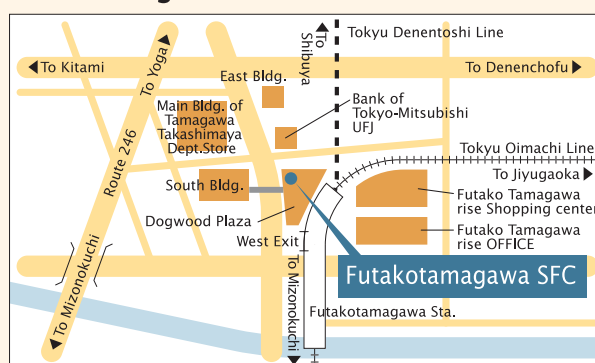 To Shibuya
Tokyu Denentoshi Line
To Kitami
To Yoga
East Bldg.
To Denenchofu
Main Bldg. of
Tamagawa
Takashimaya
Dept.Store
Bank of
Tokyo-Mitsubishi
UFJ
Route 246
Tokyu Oimachi Line
To Jiyugaoka
South Bldg.
Futako Tamagawa
rise Shopping center
Dogwood Plaza
Futako Tamagawa
rise OFFICE
West Exit
To Mizonokuchi
Futakotamagawa SFC
To Mizonokuchi
Futakotamagawa Sta.